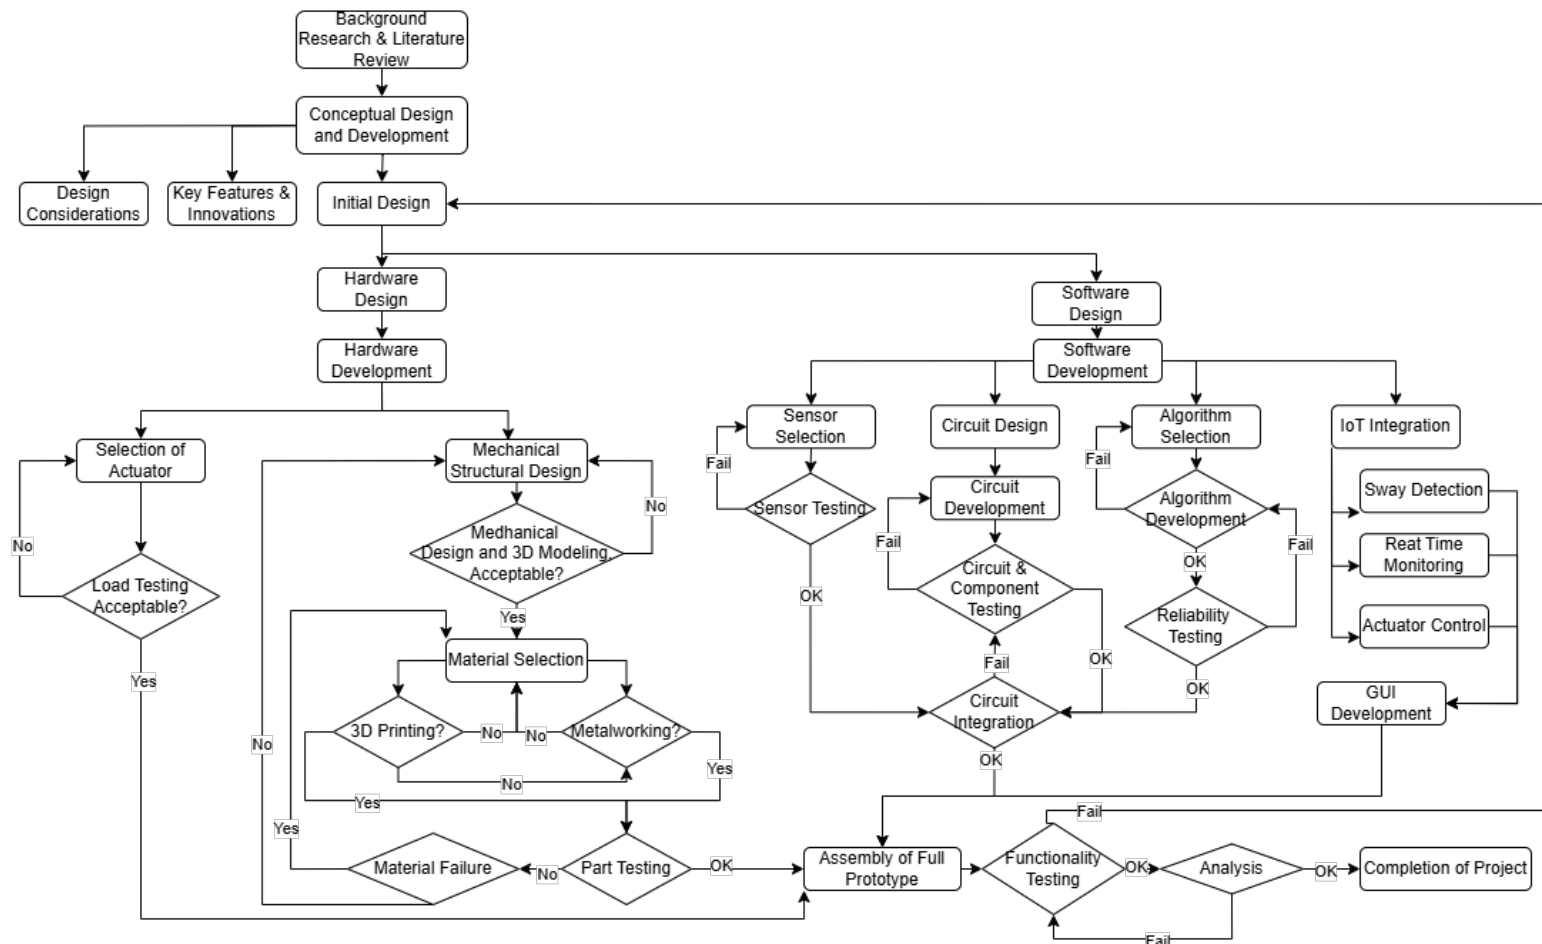 Background
Research & Literature
Review
Conceptual Design
and Development
Design
Considerations
Key Features &
Innovations
Initial Design
Hardware
Design
Software
Design
Hardware
Development
Software
Development
Selection of
Actuator
Mechanical
Structural Design
Sensor
Selection
Circuit Design
Algorithm
Selection
IoT Integration
No
Load Testing
Acceptable?
Yes
Medhanical
Design and 3D Modeling
Acceptable?
No
Yes
Material Selection
3D Printing?
No
No
Metalworking?
No
Yes
Yes
No
Yes
Material Failure
No
Part Testing
OK
Fail
Sensor Testing
OK
Circuit
Development
Fail
Circuit &
Component
Testing
Fail
OK
Circuit
Integration
OK
Fail
Algorithm
Development
OK
Fail
Reliability
Testing
OK
Sway Detection
Reat Time
Monitoring
Actuator Control
GUI
Development
Assembly of Full
Prototype
Fail
Functionality
Testing
OK
Analysis
OK
Completion of Project
Fail